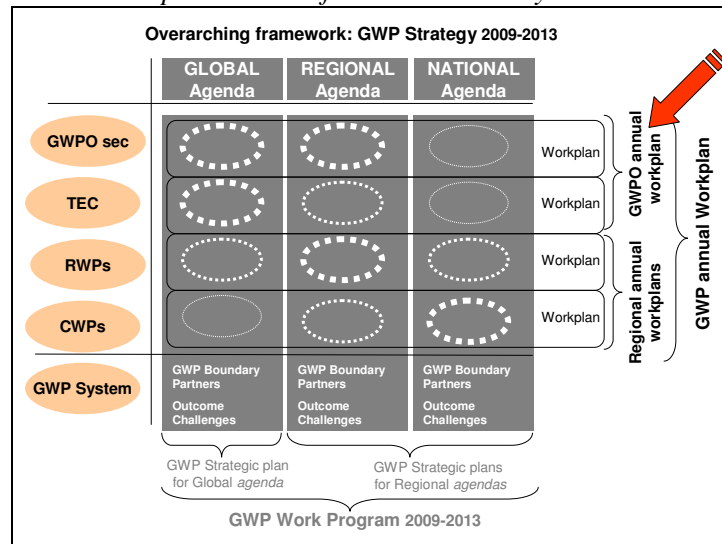 Overarching framework: GWP Strategy 2009-2013
GLOBAL
Agenda
REGIONAL
Agenda
NATIONAL
Agenda
GWPO sec
Workplan
TEC
Workplan
RWPs
Workplan
CWPs
Workplan
GWPO annual
workplan
Regional annual
workplans
GWP annual Workplan
GWP System
GWP Boundary
Partners
Outcome
Challenges
GWP Boundary
Partners
Outcome
Challenges
GWP Boundary
Partners
Outcome
Challenges
GWP Strategic plan
for Global agenda
GWP Strategic plans
for Regional agendas
GWP Work Program 2009-2013